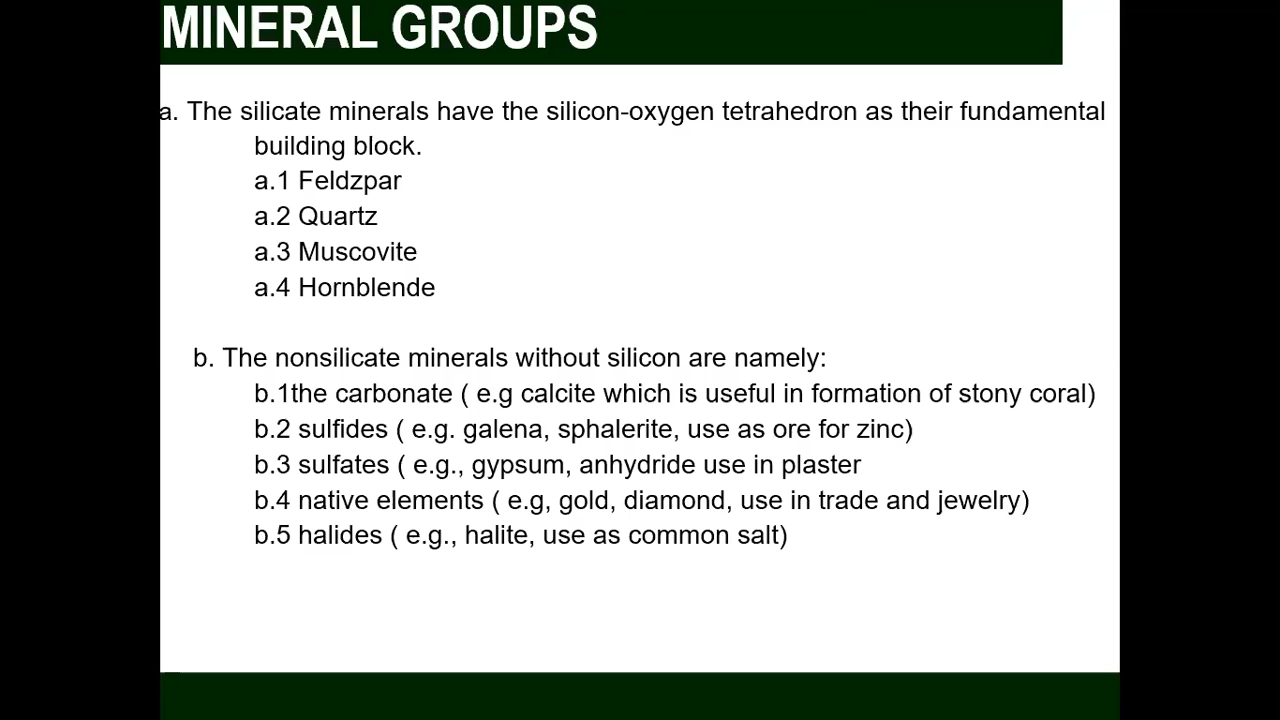 MINERAL GROUPS
a. The silicate minerals have the silicon-oxygen tetrahedron as their fundamental
building block.
a.1 Feldzpar
a.2 Quartz
a.3 Muscovite
a.4 Hornblende
b. The nonsilicate minerals without silicon are namely:
b.1the carbonate ( e.g calcite which is useful in formation of stony coral)
b.2 sulfides ( e.g. galena, sphalerite, use as ore for zinc)
b.3 sulfates ( e.g., gypsum, anhydride use in plaster
b.4 native elements ( e.g, gold, diamond, use in trade and jewelry)
b.5 halides ( e.g., halite, use as common salt)